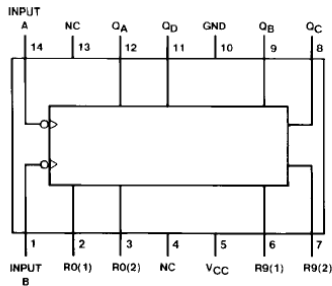 INPUT
A NC QA QD GND QB QC
14 13 12 11 10 9 8
1 2 3 4 5 6 7
INPUT R0(1) R0(2) NC VCC R9(1) R9(2)
B